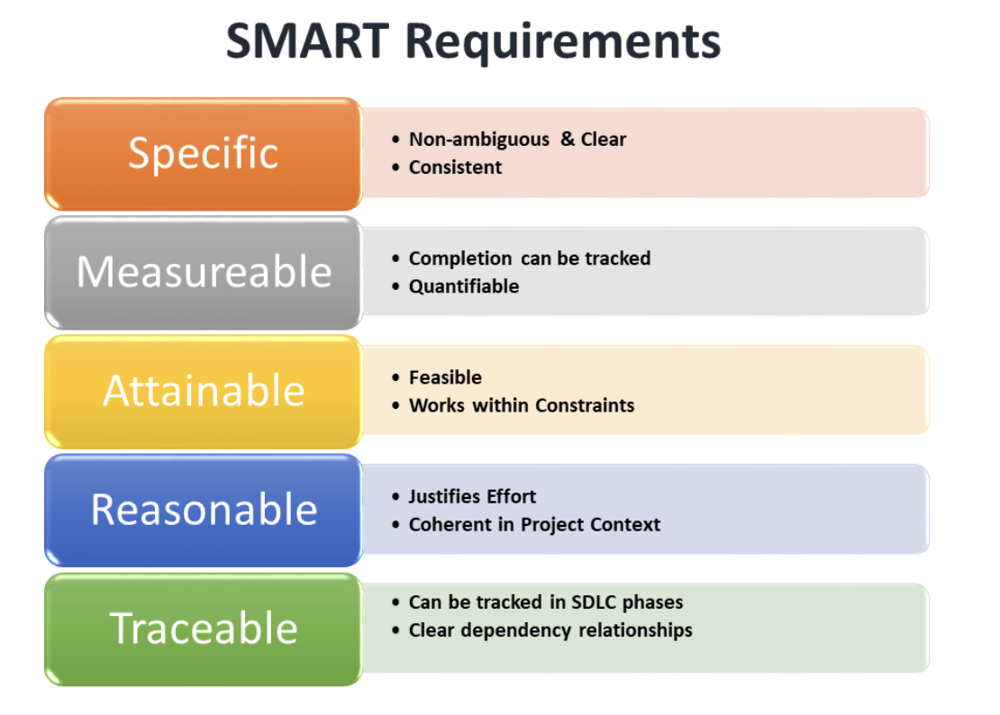 SMART Requirements
Specific
• Non-ambiguous & Clear
• Consistent
Measureable
• Completion can be tracked
• Quantifiable
Attainable
• Feasible
• Works within Constraints
Reasonable
• Justifies Effort
• Coherent in Project Context
Traceable
• Can be tracked in SDLC phases
• Clear dependency relationships